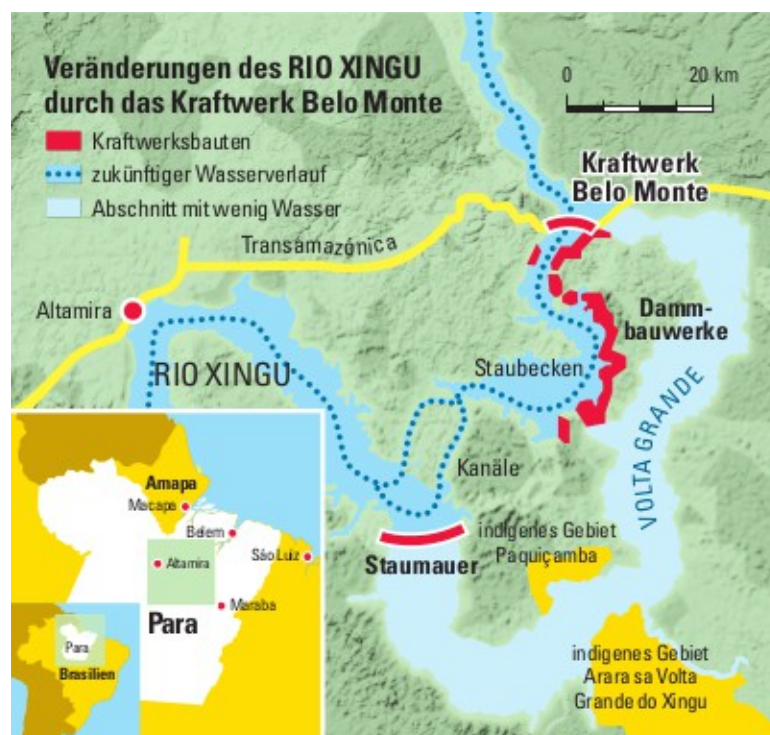 Veränderungen des RIO XINGU
durch das Kraftwerk Belo Monte
Kraftwerksbauten
zukünftiger Wasserverlauf
Abschnitt mit wenig Wasser
0 20 km
Kraftwerk
Belo Monte
Transamazónica
Altamira
Damm-
bauwerke
RIO XINGU
Staubecken
VOLTA GRANDE
Kanäle
indigenes Gebiet
Paquiçamba
Staumauer
indigenes Gebiet
Arara sa Volta
Grande do Xingu
Amapa
Macapa
Belem
Altamira
São Luiz
Maraba
Para
Para
Brasilien